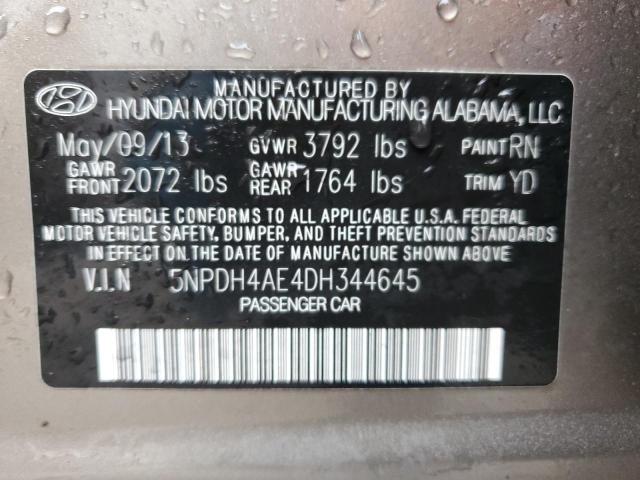 MANUFACTURED BY
HYUNDAI MOTOR MANUFACTURING ALABAMA, LLC
May/09/13 GVWR 3792 lbs PAINT RN
GAWR FRONT 2072 lbs GAWR REAR 1764 lbs TRIM YD
THIS VEHICLE CONFORMS TO ALL APPLICABLE U.S.A. FEDERAL
MOTOR VEHICLE SAFETY, BUMPER, AND THEFT PREVENTION STANDARDS
IN EFFECT ON THE DATE OF MANUFACTURE SHOWN ABOVE.
V.I.N 5NPDH4AE4DH344645
PASSENGER CAR